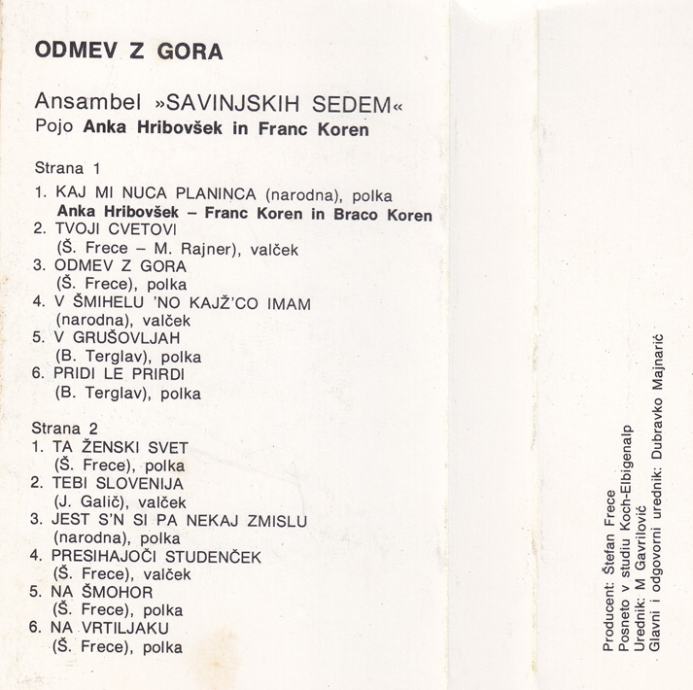 ODMEV Z GORA
Ansambel »SAVINJSKIH SEDEM«
Pojo Anka Hribovšek in Franc Koren
Strana 1
1. KAJ MI NUCA PLANINCA (narodna), polka
Anka Hribovšek – Franc Koren in Braco Koren
2. TVOJI CVETOVI
(Š. Frece – M. Rajner), valček
3. ODMEV Z GORA
(Š. Frece), polka
4. V ŠMIHELU 'NO KAJŽ'CO IMAM
(narodna), valček
5. V GRUŠOVLJAH
(B. Terglav), polka
6. PRIDI LE PRIRDI
(B. Terglav), polka
Strana 2
1. TA ŽENSKI SVET
(Š. Frece), polka
2. TEBI SLOVENIJA
(J. Galič), valček
3. JEST S'N SI PA NEKAJ ZMISLU
(narodna), polka
4. PRESIHAJOČI STUDENČEK
(Š. Frece), valček
5. NA ŠMOHOR
(Š. Frece), polka
6. NA VRTILJAKU
(Š. Frece), polka
Producent: Štefan Frece
Posneto v studiu Koch-Elbigenalp
Urednik: M Gavrilović
Glavni i odgovorni urednik: Dubravko Majnarić